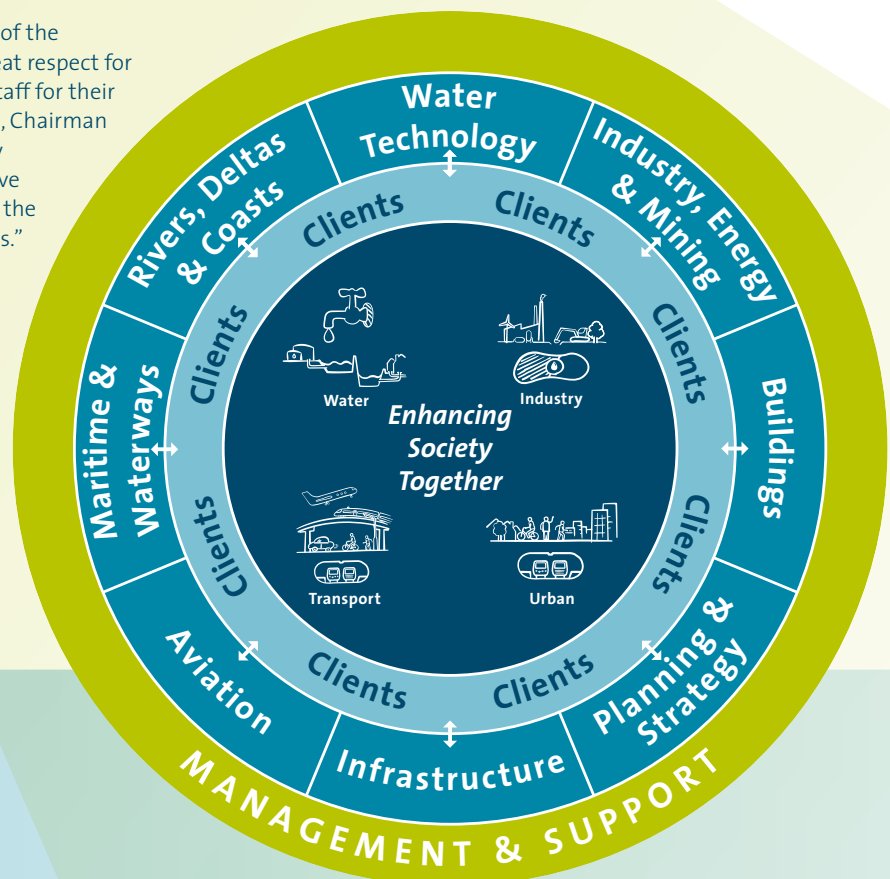 of the
eat respect for
taff for their
, Chairman
ve
the
s.”
Water
Technology
Industry, Energy
& Mining
Buildings
Planning &
Strategy
Infrastructure
Aviation
Maritime &
Waterways
Rivers, Deltas
& Coasts
Clients
Clients
Clients
Clients
Clients
Clients
Clients
Clients
Water
Industry
Enhancing
Society
Together
Transport
Urban
MANAGEMENT & SUPPORT